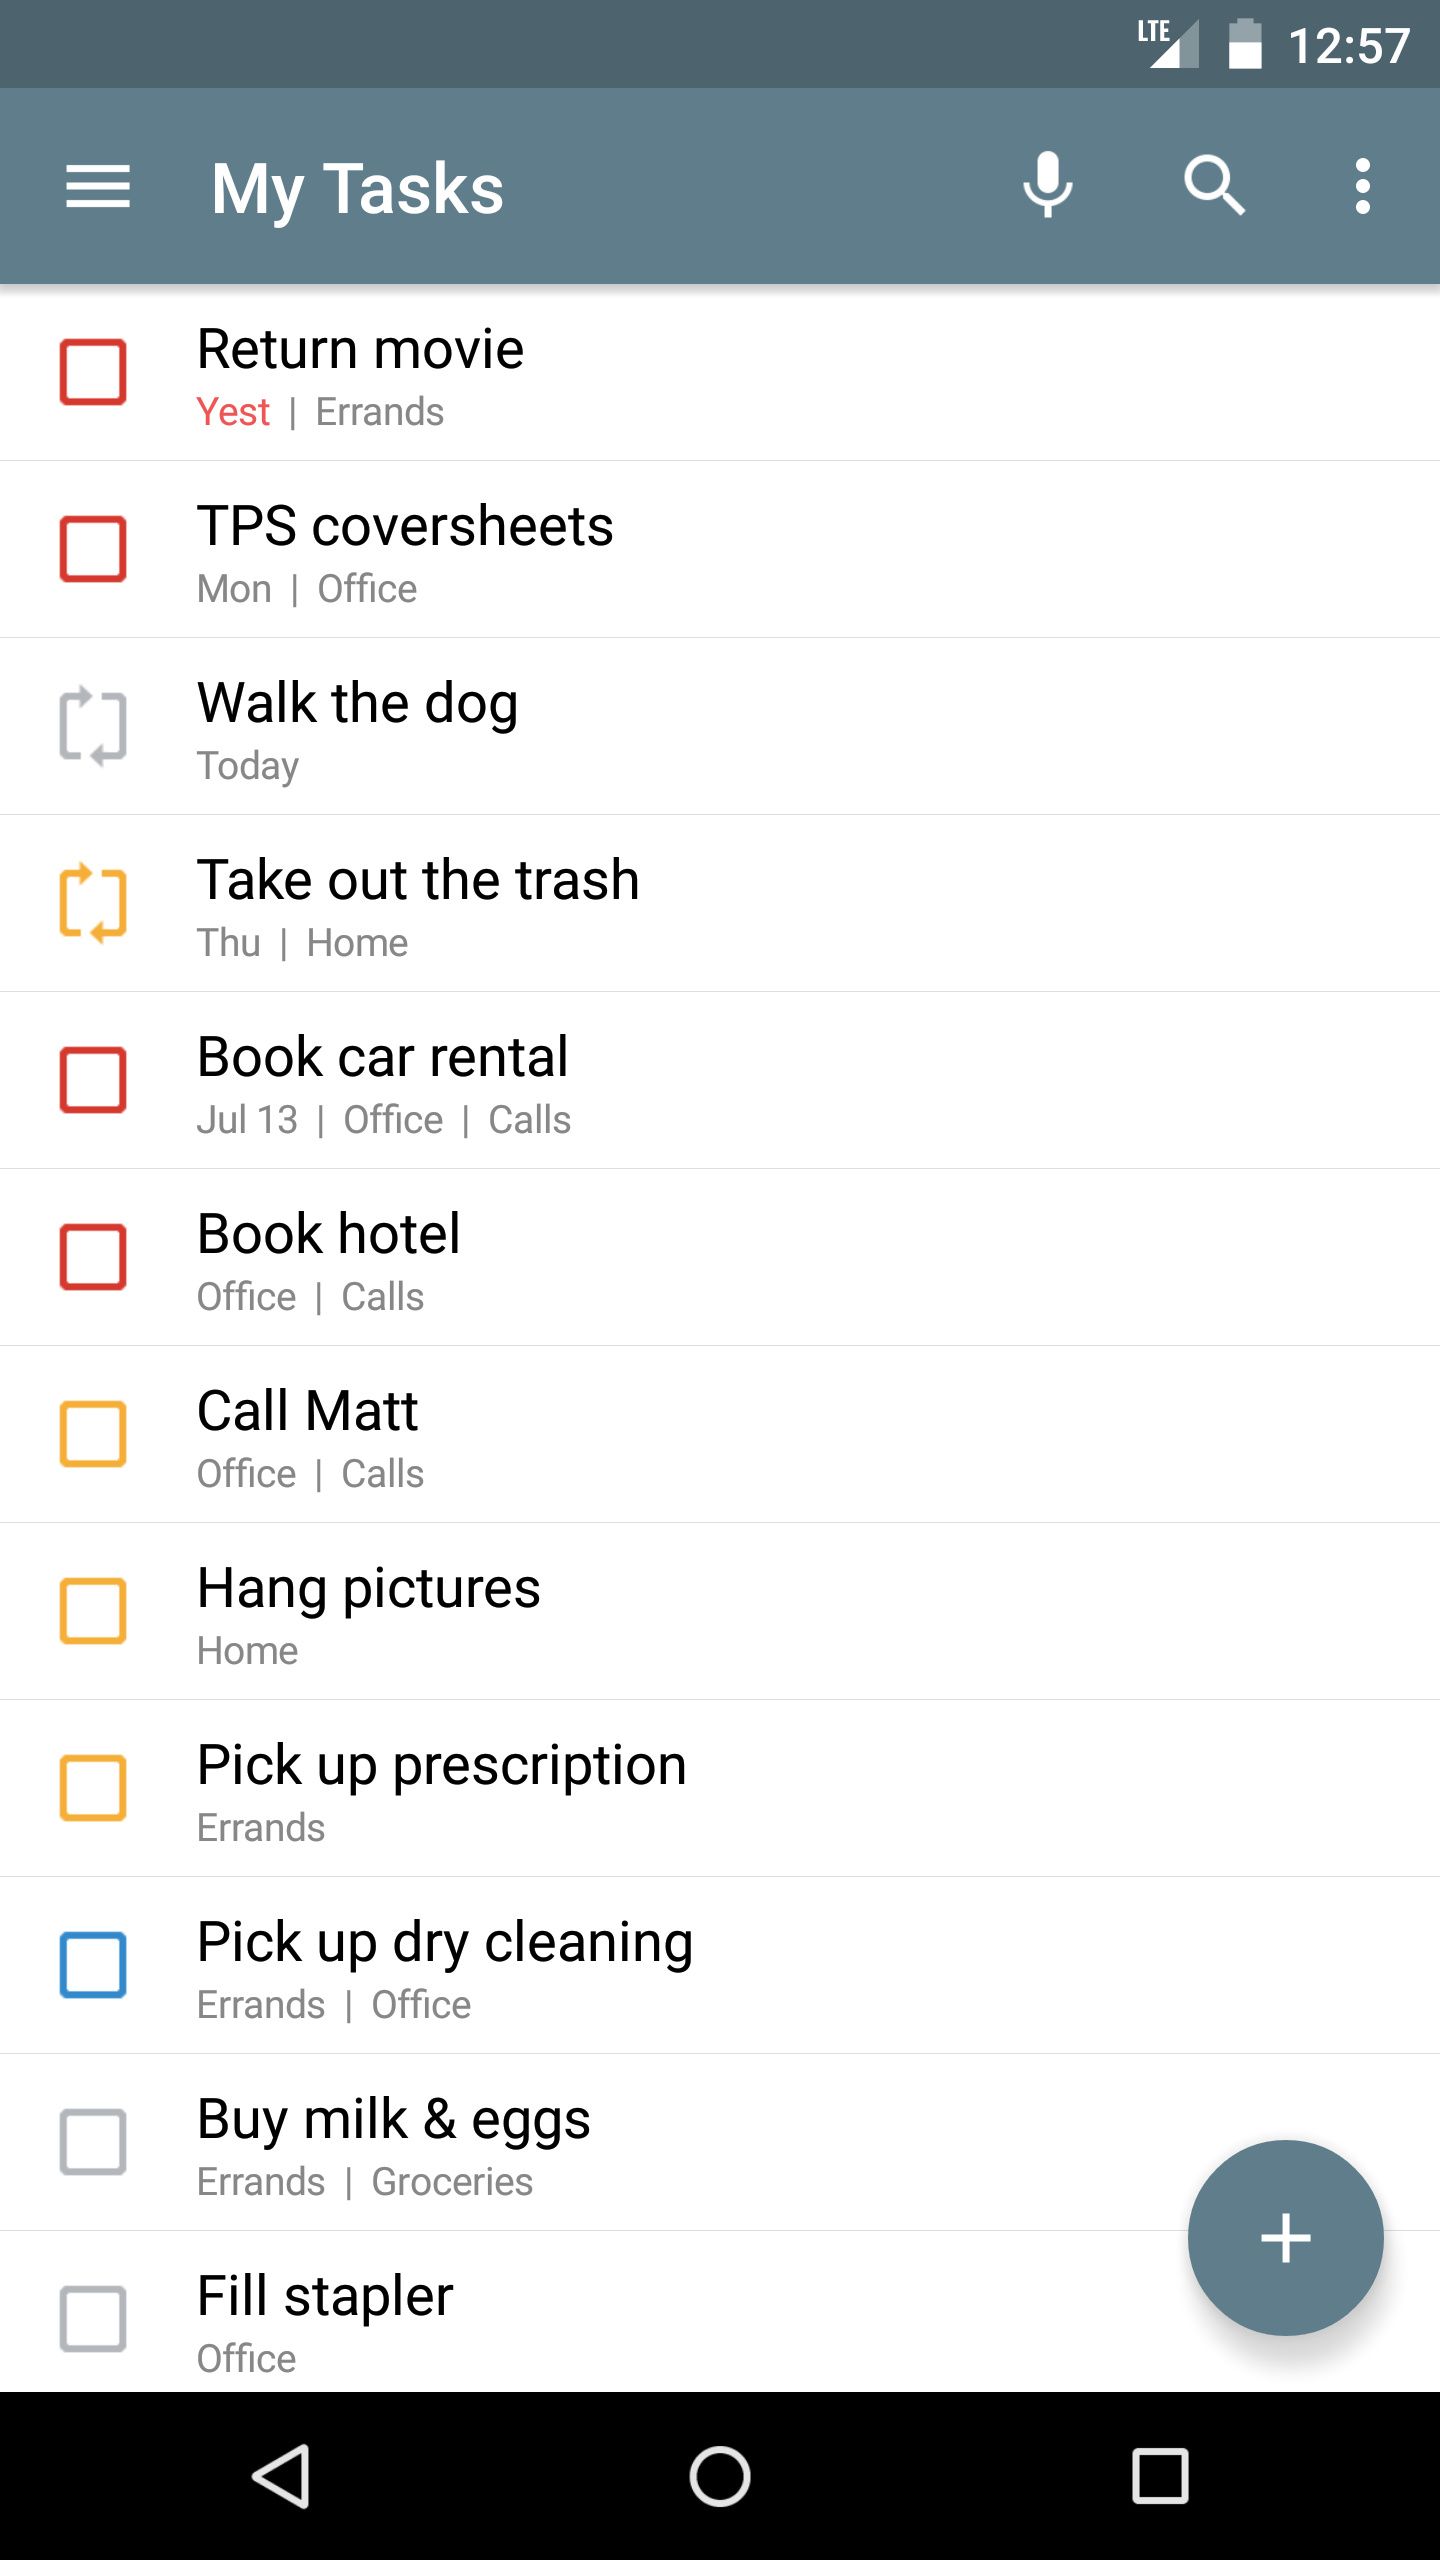 LTE 12:57
My Tasks
Return movie
Yest | Errands
TPS coversheets
Mon | Office
Walk the dog
Today
Take out the trash
Thu | Home
Book car rental
Jul 13 | Office | Calls
Book hotel
Office | Calls
Call Matt
Office | Calls
Hang pictures
Home
Pick up prescription
Errands
Pick up dry cleaning
Errands | Office
Buy milk & eggs
Errands | Groceries
Fill stapler
Office